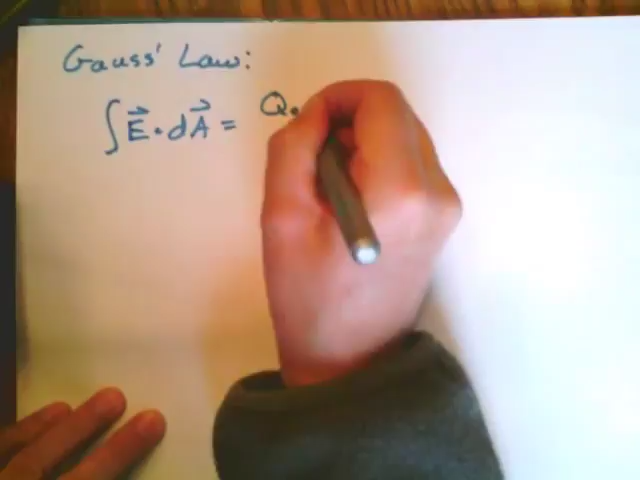 Gauss' Law:
∫E⃗·dA⃗ = Q